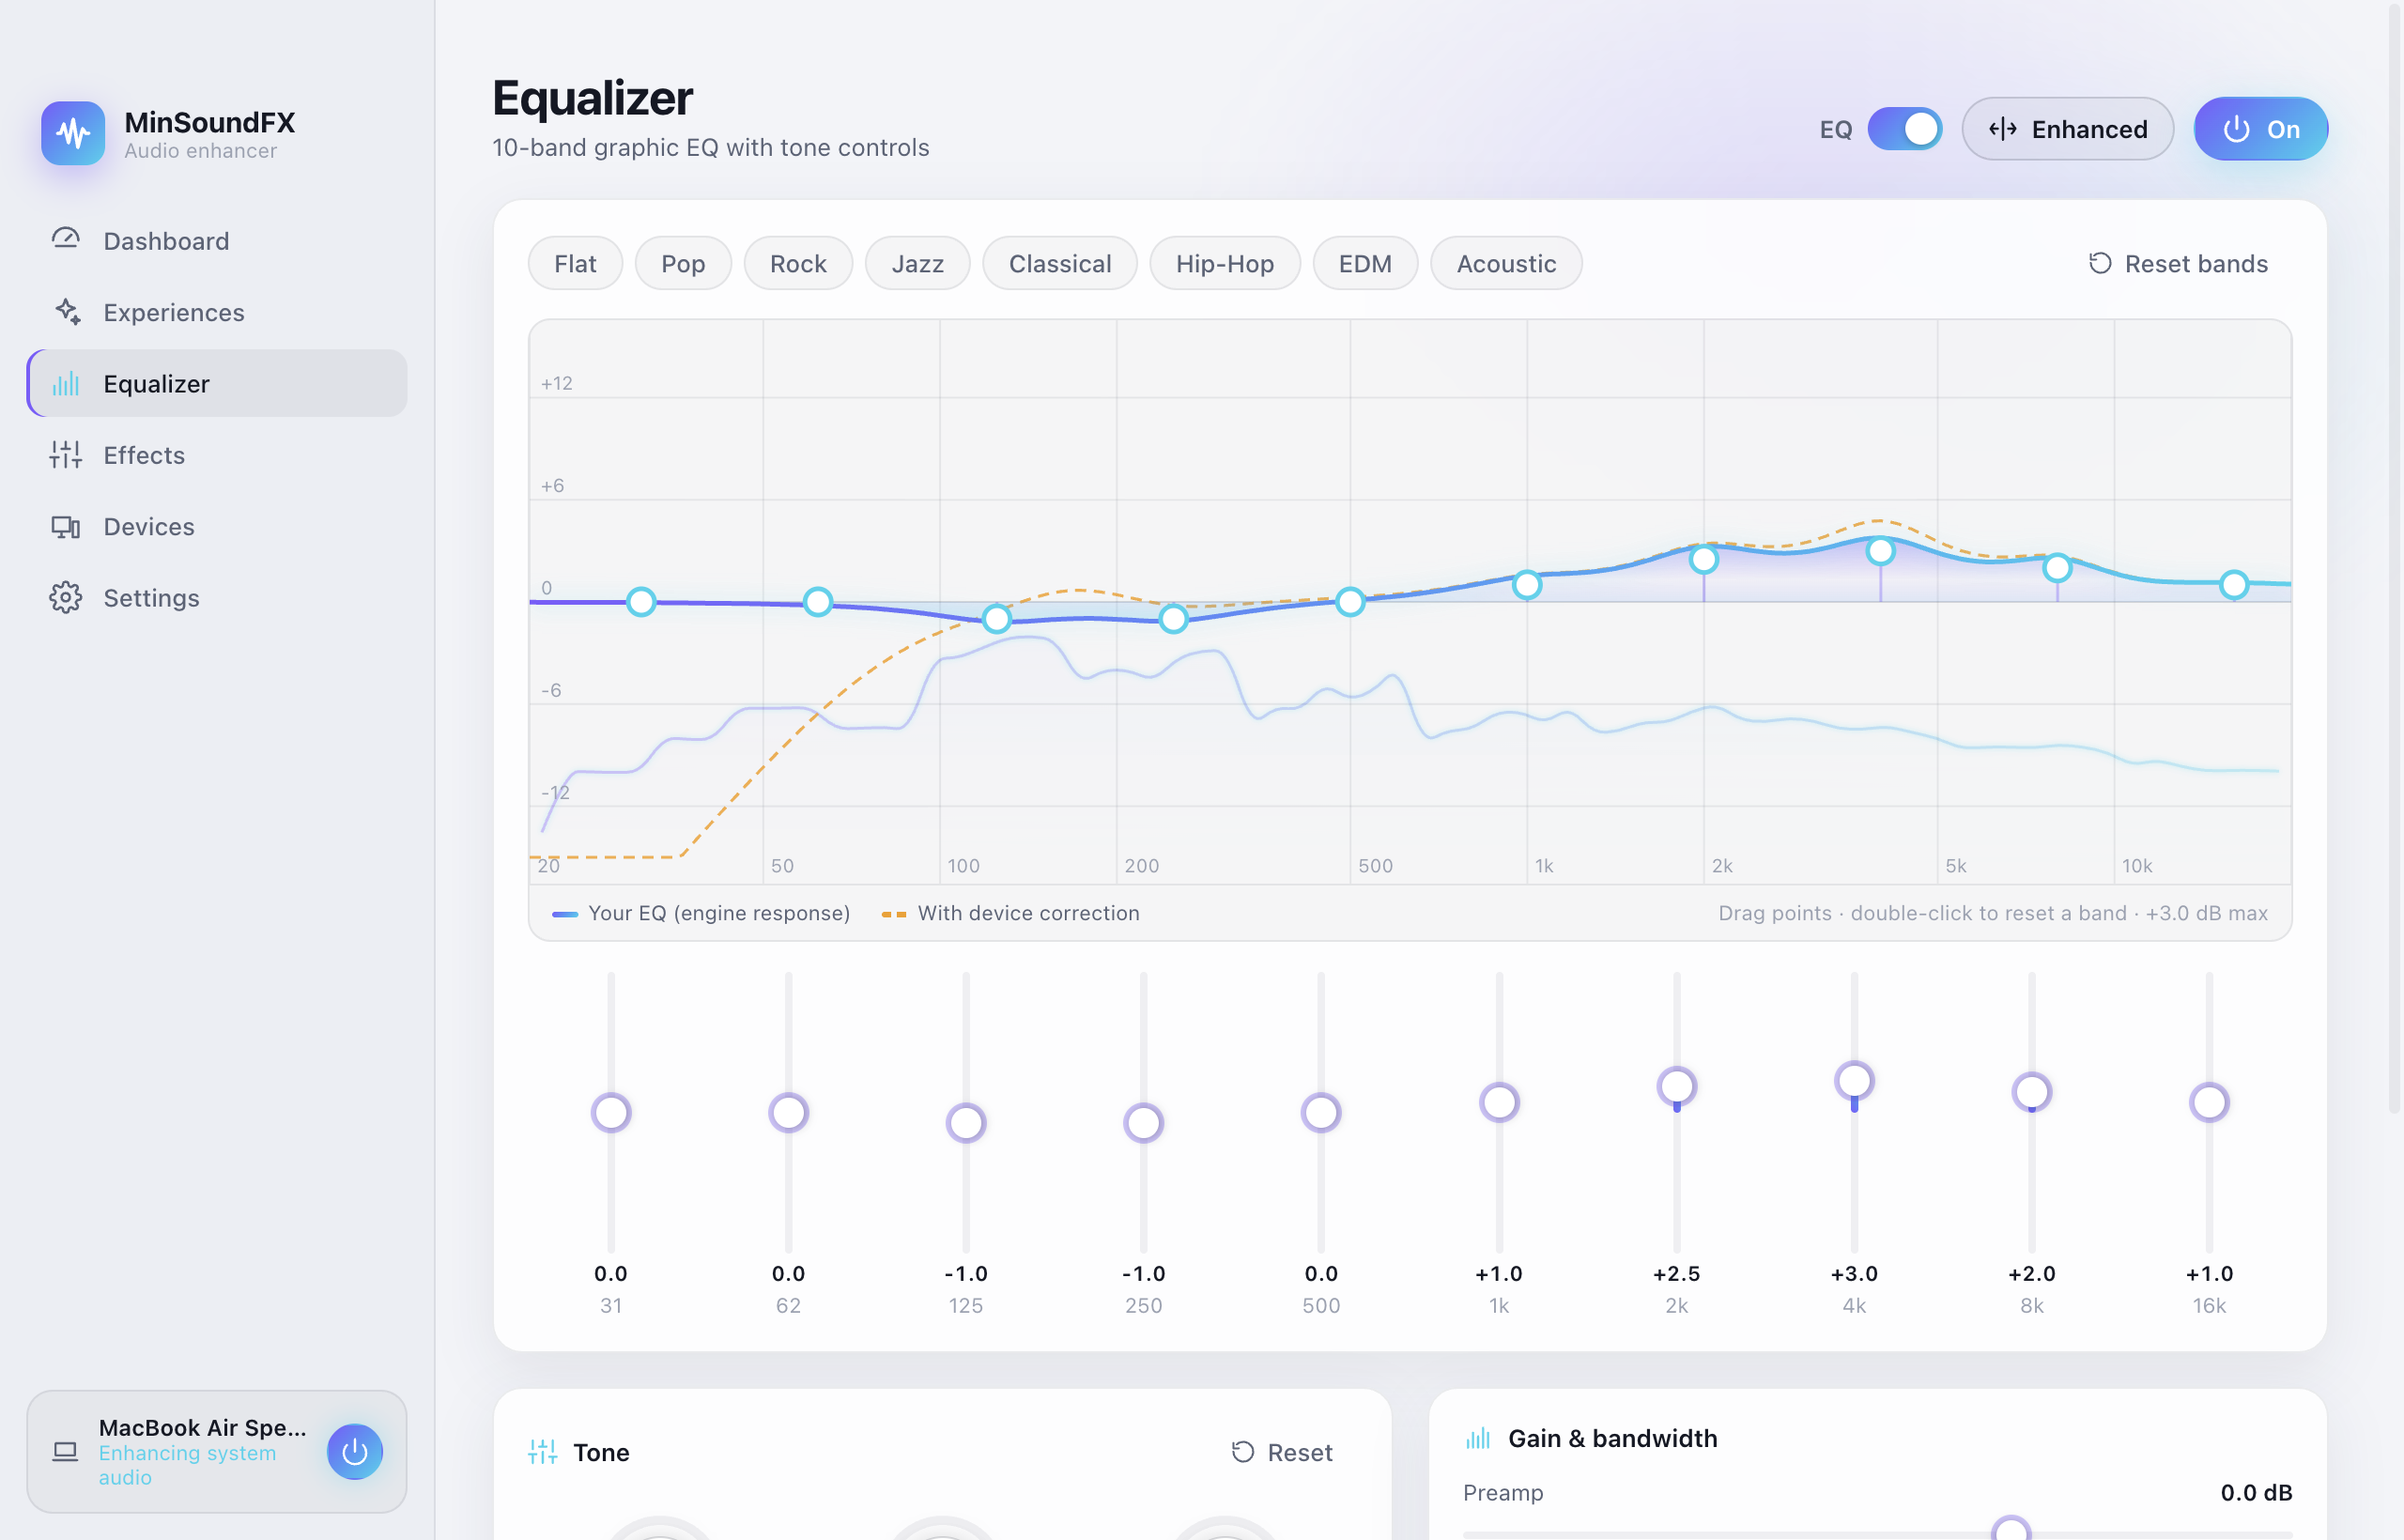 MinSoundFX
Audio enhancer
Dashboard
Experiences
Equalizer
Effects
Devices
Settings
MacBook Air Spe...
Enhancing system
audio
Equalizer
10-band graphic EQ with tone controls
EQ
Enhanced
On
Flat Pop Rock Jazz Classical Hip-Hop EDM Acoustic
Reset bands
+12
+6
0
-6
-12
20 50 100 200 500 1k 2k 5k 10k
Your EQ (engine response) With device correction
Drag points · double-click to reset a band · +3.0 dB max
0.0 0.0 -1.0 -1.0 0.0 +1.0 +2.5 +3.0 +2.0 +1.0
31 62 125 250 500 1k 2k 4k 8k 16k
Tone
Reset
Gain & bandwidth
Preamp 0.0 dB